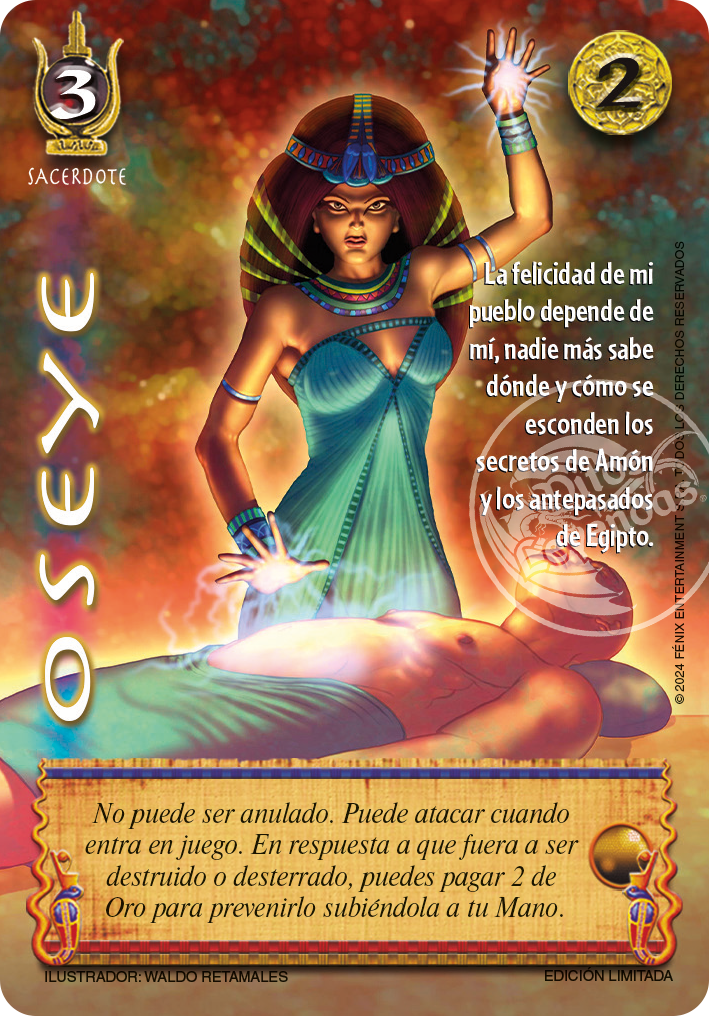 3
2
SACERDOTE
OSEYE
La felicidad de mi
pueblo depende de
mí, nadie más sabe
dónde y cómo se
esconden los
secretos de Amón
y los antepasados
de Egipto.
© 2024 FÉNIX ENTERTAINMENT TODOS LOS DERECHOS RESERVADOS
No puede ser anulado. Puede atacar cuando
entra en juego. En respuesta a que fuera a ser
destruido o desterrado, puedes pagar 2 de
Oro para prevenirlo subiéndola a tu Mano.
ILUSTRADOR: WALDO RETAMALES
EDICIÓN LIMITADA